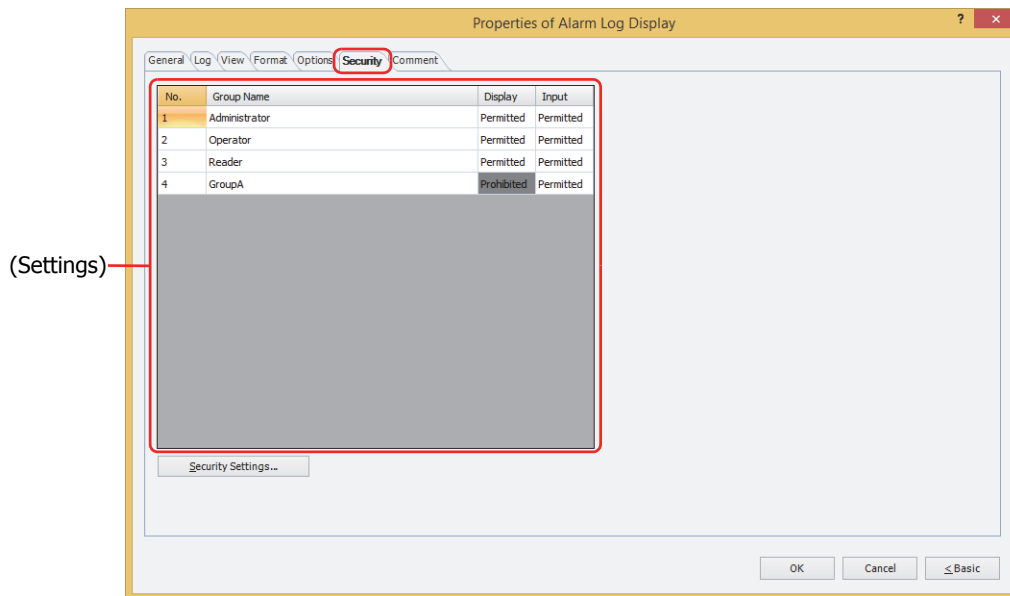 Properties of Alarm Log Display
? ×
General Log View Format Options Security Comment
No. Group Name Display Input
1 Administrator Permitted Permitted
2 Operator Permitted Permitted
3 Reader Permitted Permitted
4 GroupA Prohibited Permitted
(Settings)
Security Settings...
OK Cancel < Basic